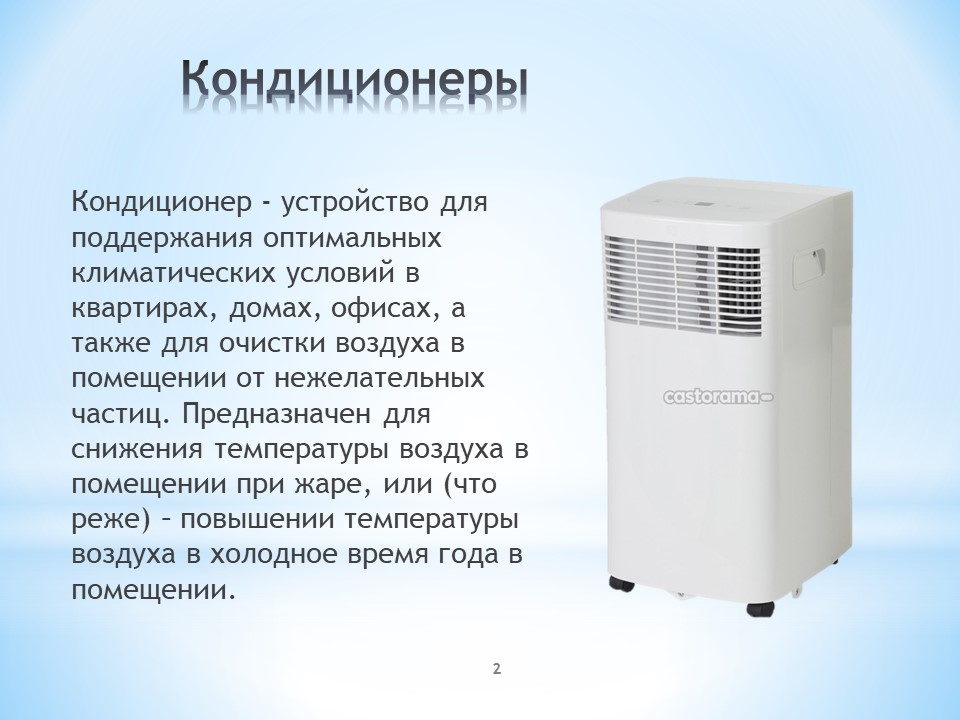 Кондиционеры
Кондиционер - устройство для
поддержания оптимальных
климатических условий в
квартирах, домах, офисах, а
также для очистки воздуха в
помещении от нежелательных
частиц. Предназначен для
снижения температуры воздуха в
помещении при жаре, или (что
реже) – повышении температуры
воздуха в холодное время года в
помещении.
castorama
2